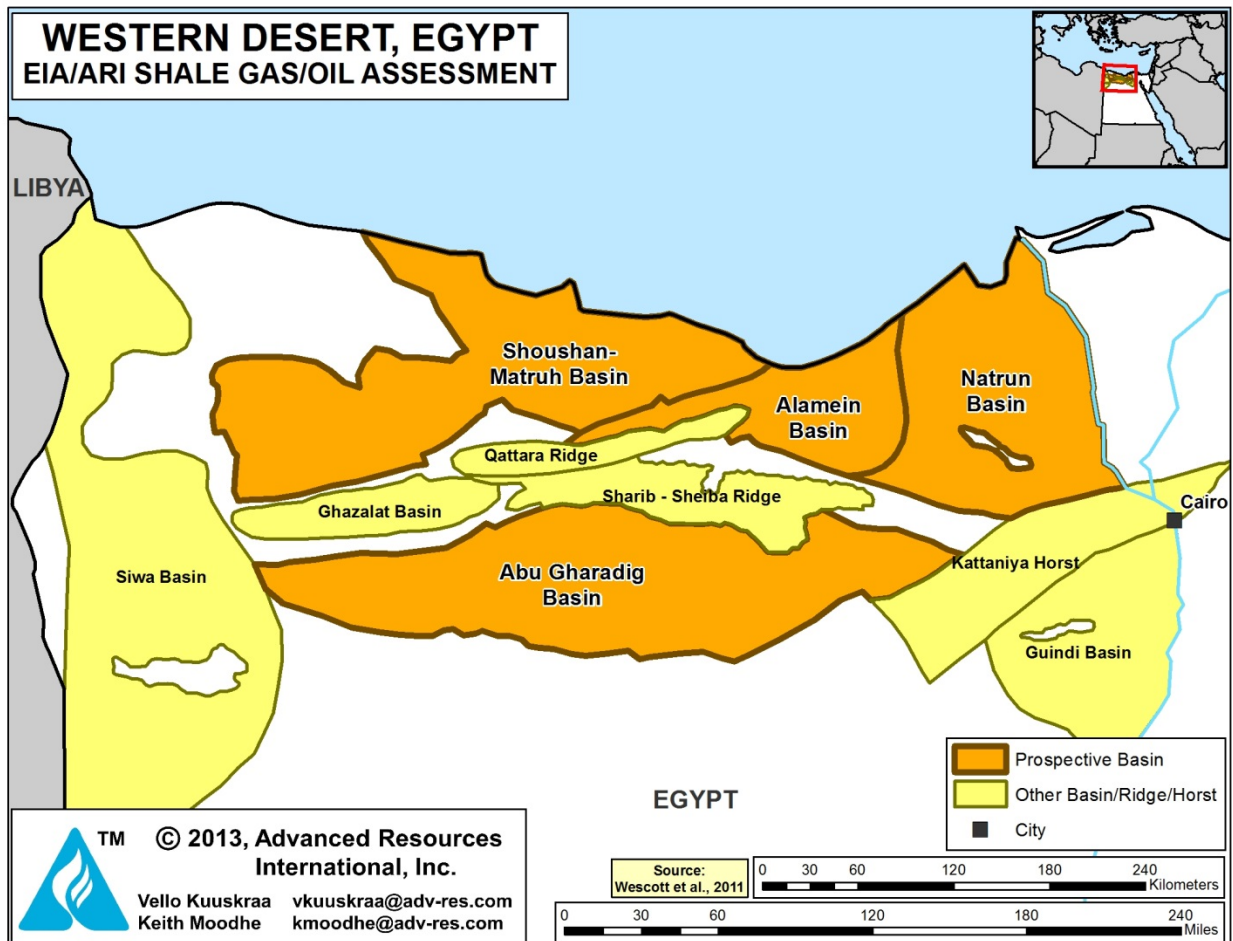 WESTERN DESERT, EGYPT
EIA/ARI SHALE GAS/OIL ASSESSMENT
LIBYA
Shoushan-
Matruh Basin
Alamein
Basin
Natrun
Basin
Qattara Ridge
Sharib - Sheiba Ridge
Ghazalat Basin
Cairo
Siwa Basin
Abu Gharadig
Basin
Kattaniya Horst
Guindi Basin
EGYPT
Prospective Basin
Other Basin/Ridge/Horst
City
TM
© 2013, Advanced Resources
International, Inc.
Vello Kuuskraa vkuuskraa@adv-res.com
Keith Moodhe kmoodhe@adv-res.com
Source:
Wescott et al., 2011
0 30 60 120 180 240
Kilometers
0 30 60 120 180 240
Miles